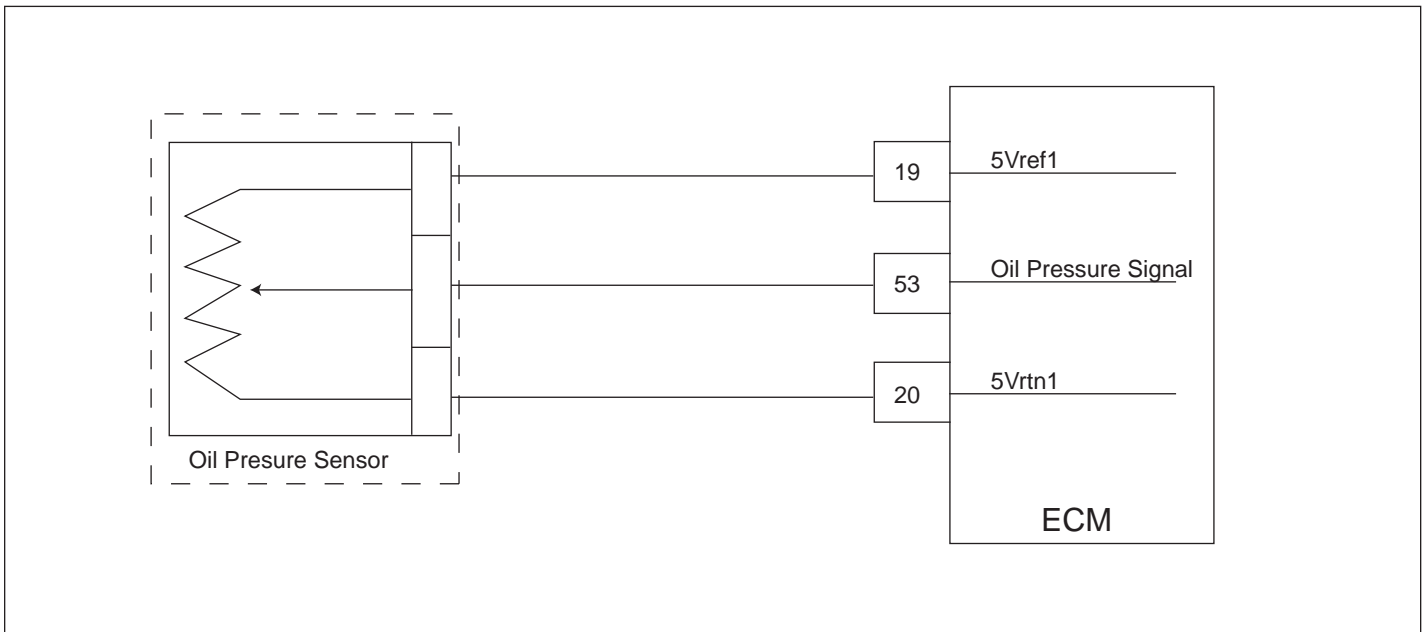 19
5Vref1
53
Oil Pressure Signal
20
5Vrtn1
Oil Presure Sensor
ECM